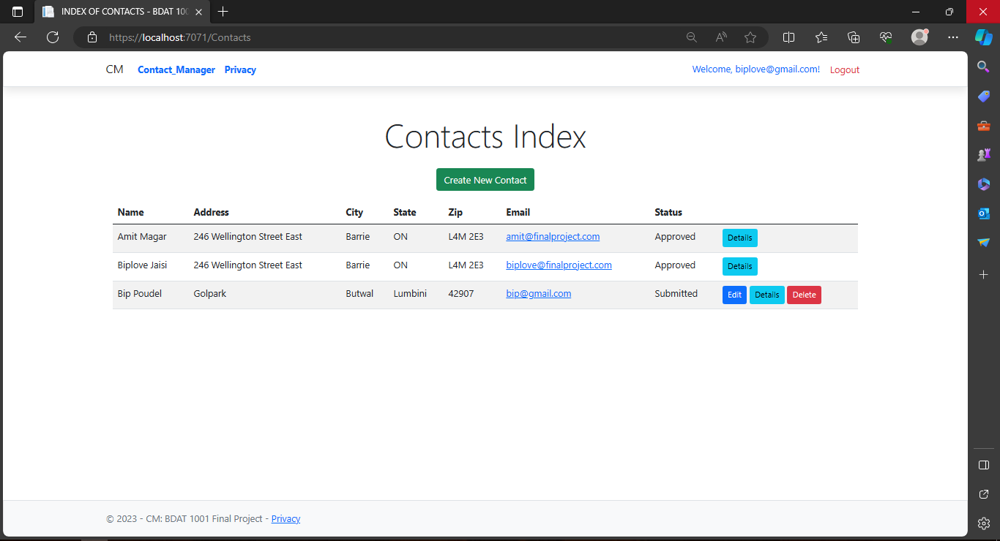 INDEX OF CONTACTS - BDAT 100
https://localhost:7071/Contacts
CM Contact_Manager Privacy Welcome, biplove@gmail.com! Logout
Contacts Index
Create New Contact
Name Address City State Zip Email Status
Amit Magar 246 Wellington Street East Barrie ON L4M 2E3 amit@finalproject.com Approved Details
Biplove Jaisi 246 Wellington Street East Barrie ON L4M 2E3 biplove@finalproject.com Approved Details
Bip Poudel Golpark Butwal Lumbini 42907 bip@gmail.com Submitted Edit Details Delete
© 2023 - CM: BDAT 1001 Final Project - Privacy